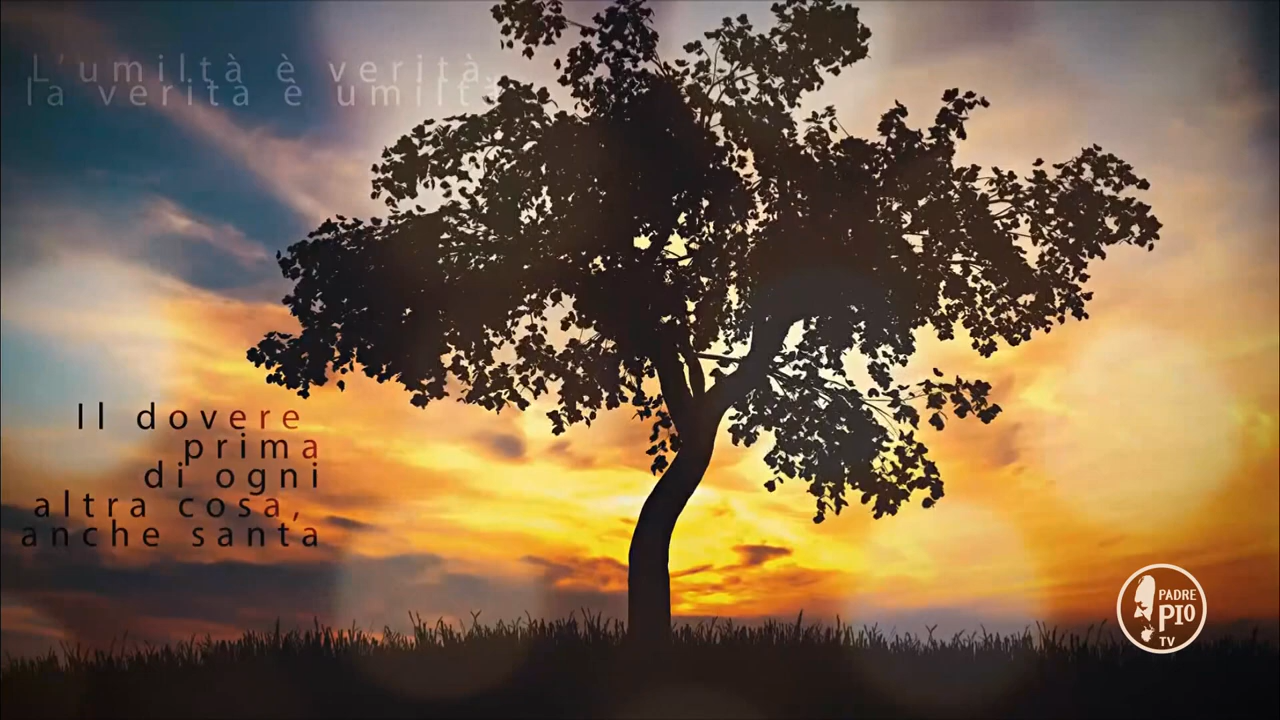 L'umiltà è verità,
la verità è umiltà
Il dovere
prima
di ogni
altra cosa,
anche santa
PADRE
PIO
TV